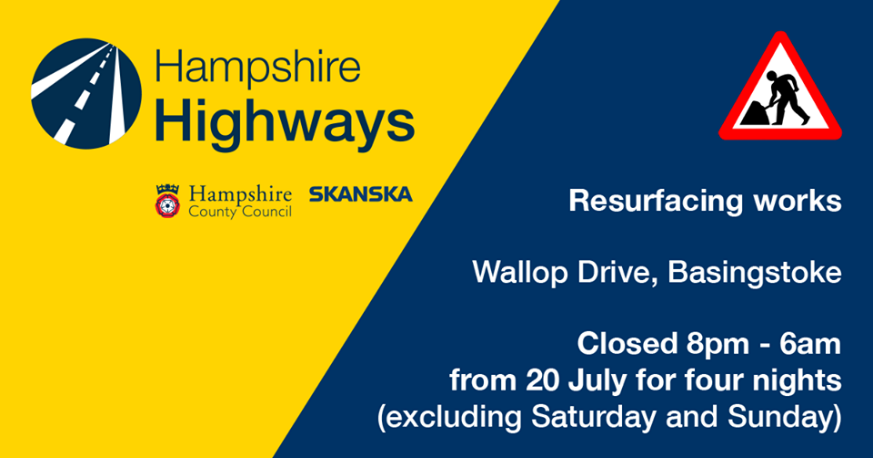 Hampshire
Highways
Hampshire
County Council
SKANSKA
Resurfacing works
Wallop Drive, Basingstoke
Closed 8pm - 6am
from 20 July for four nights
(excluding Saturday and Sunday)